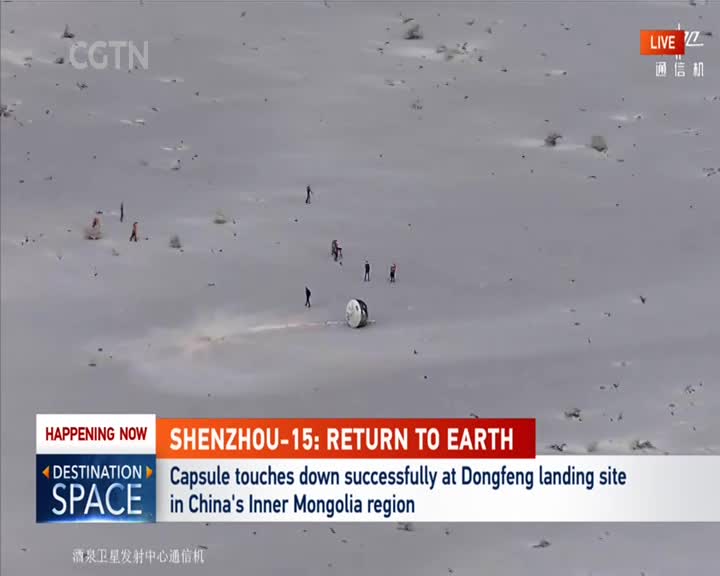 CGTN
LIVE
通信机
HAPPENING NOW
SHENZHOU-15: RETURN TO EARTH
DESTINATION
SPACE
Capsule touches down successfully at Dongfeng landing site
in China's Inner Mongolia region
酒泉卫星发射中心通信机